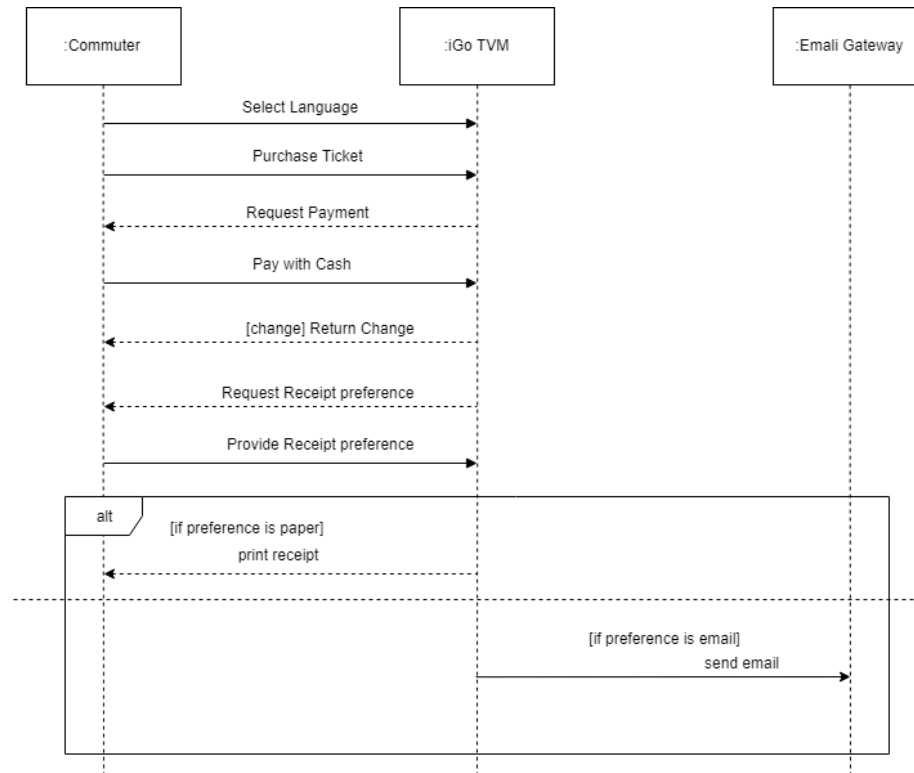 :Commuter
:iGo TVM
:Emali Gateway
Select Language
Purchase Ticket
Request Payment
Pay with Cash
[change] Return Change
Request Receipt preference
Provide Receipt preference
alt
[if preference is paper]
print receipt
[if preference is email]
send email